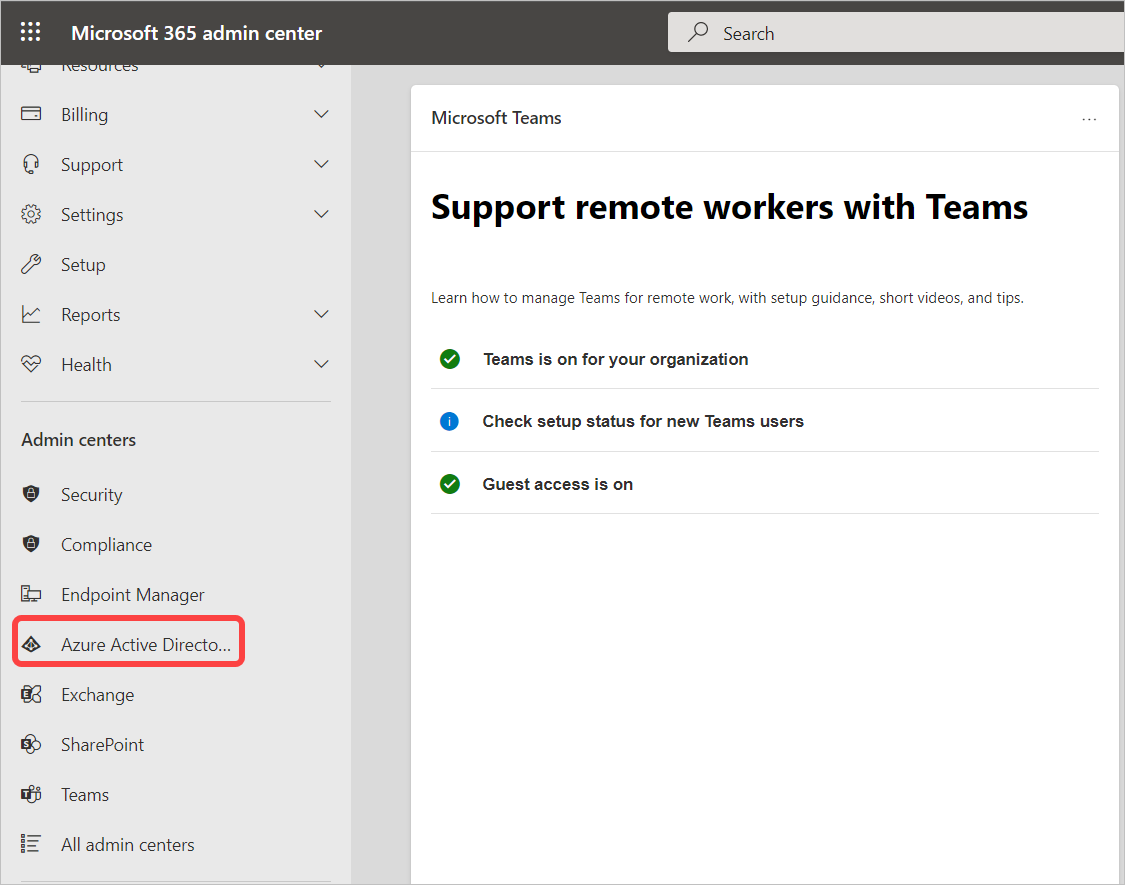 Microsoft 365 admin center
Search
Resources
Billing
Support
Settings
Setup
Reports
Health
Admin centers
Security
Compliance
Endpoint Manager
Azure Active Directo...
Exchange
SharePoint
Teams
All admin centers
Microsoft Teams
...
Support remote workers with Teams
Learn how to manage Teams for remote work, with setup guidance, short videos, and tips.
Teams is on for your organization
Check setup status for new Teams users
Guest access is on